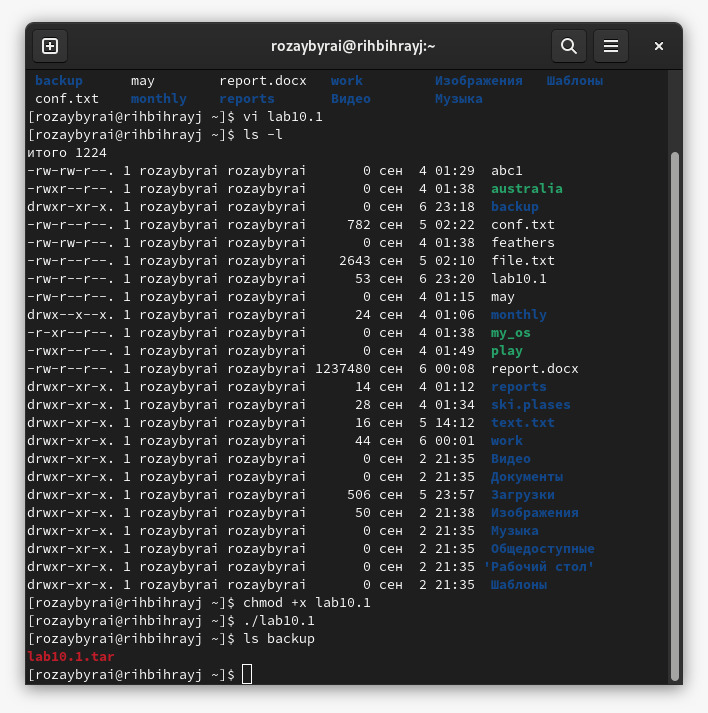 rozaybyrai@rihbihrayj:~
backup may report.docx work Изображения Шаблоны
conf.txt monthly reports Видео Музыка
[rozaybyrai@rihbihrayj ~]$ vi lab10.1
[rozaybyrai@rihbihrayj ~]$ ls -l
итого 1224
-rw-rw-r--. 1 rozaybyrai rozaybyrai 0 сен 4 01:29 abc1
-rwxr--r--. 1 rozaybyrai rozaybyrai 0 сен 4 01:38 australia
drwxr-xr-x. 1 rozaybyrai rozaybyrai 0 сен 6 23:18 backup
-rw-r--r--. 1 rozaybyrai rozaybyrai 782 сен 5 02:22 conf.txt
-rw-rw-r--. 1 rozaybyrai rozaybyrai 0 сен 4 01:38 feathers
-rw-r--r--. 1 rozaybyrai rozaybyrai 2643 сен 5 02:10 file.txt
-rw-r--r--. 1 rozaybyrai rozaybyrai 53 сен 6 23:20 lab10.1
-rw-r--r--. 1 rozaybyrai rozaybyrai 0 сен 4 01:15 may
drwx--x--x. 1 rozaybyrai rozaybyrai 24 сен 4 01:06 monthly
-r-xr--r--. 1 rozaybyrai rozaybyrai 0 сен 4 01:38 my_os
-rwxr--r--. 1 rozaybyrai rozaybyrai 0 сен 4 01:49 play
-rw-r--r--. 1 rozaybyrai rozaybyrai 1237480 сен 6 00:08 report.docx
drwxr-xr-x. 1 rozaybyrai rozaybyrai 14 сен 4 01:12 reports
drwxr-xr-x. 1 rozaybyrai rozaybyrai 28 сен 4 01:34 ski.plases
drwxr-xr-x. 1 rozaybyrai rozaybyrai 16 сен 5 14:12 text.txt
drwxr-xr-x. 1 rozaybyrai rozaybyrai 44 сен 6 00:01 work
drwxr-xr-x. 1 rozaybyrai rozaybyrai 0 сен 2 21:35 Видео
drwxr-xr-x. 1 rozaybyrai rozaybyrai 0 сен 2 21:35 Документы
drwxr-xr-x. 1 rozaybyrai rozaybyrai 506 сен 5 23:57 Загрузки
drwxr-xr-x. 1 rozaybyrai rozaybyrai 50 сен 2 21:38 Изображения
drwxr-xr-x. 1 rozaybyrai rozaybyrai 0 сен 2 21:35 Музыка
drwxr-xr-x. 1 rozaybyrai rozaybyrai 0 сен 2 21:35 Общедоступные
drwxr-xr-x. 1 rozaybyrai rozaybyrai 0 сен 2 21:35 'Рабочий стол'
drwxr-xr-x. 1 rozaybyrai rozaybyrai 0 сен 2 21:35 Шаблоны
[rozaybyrai@rihbihrayj ~]$ chmod +x lab10.1
[rozaybyrai@rihbihrayj ~]$ ./lab10.1
[rozaybyrai@rihbihrayj ~]$ ls backup
lab10.1.tar
[rozaybyrai@rihbihrayj ~]$